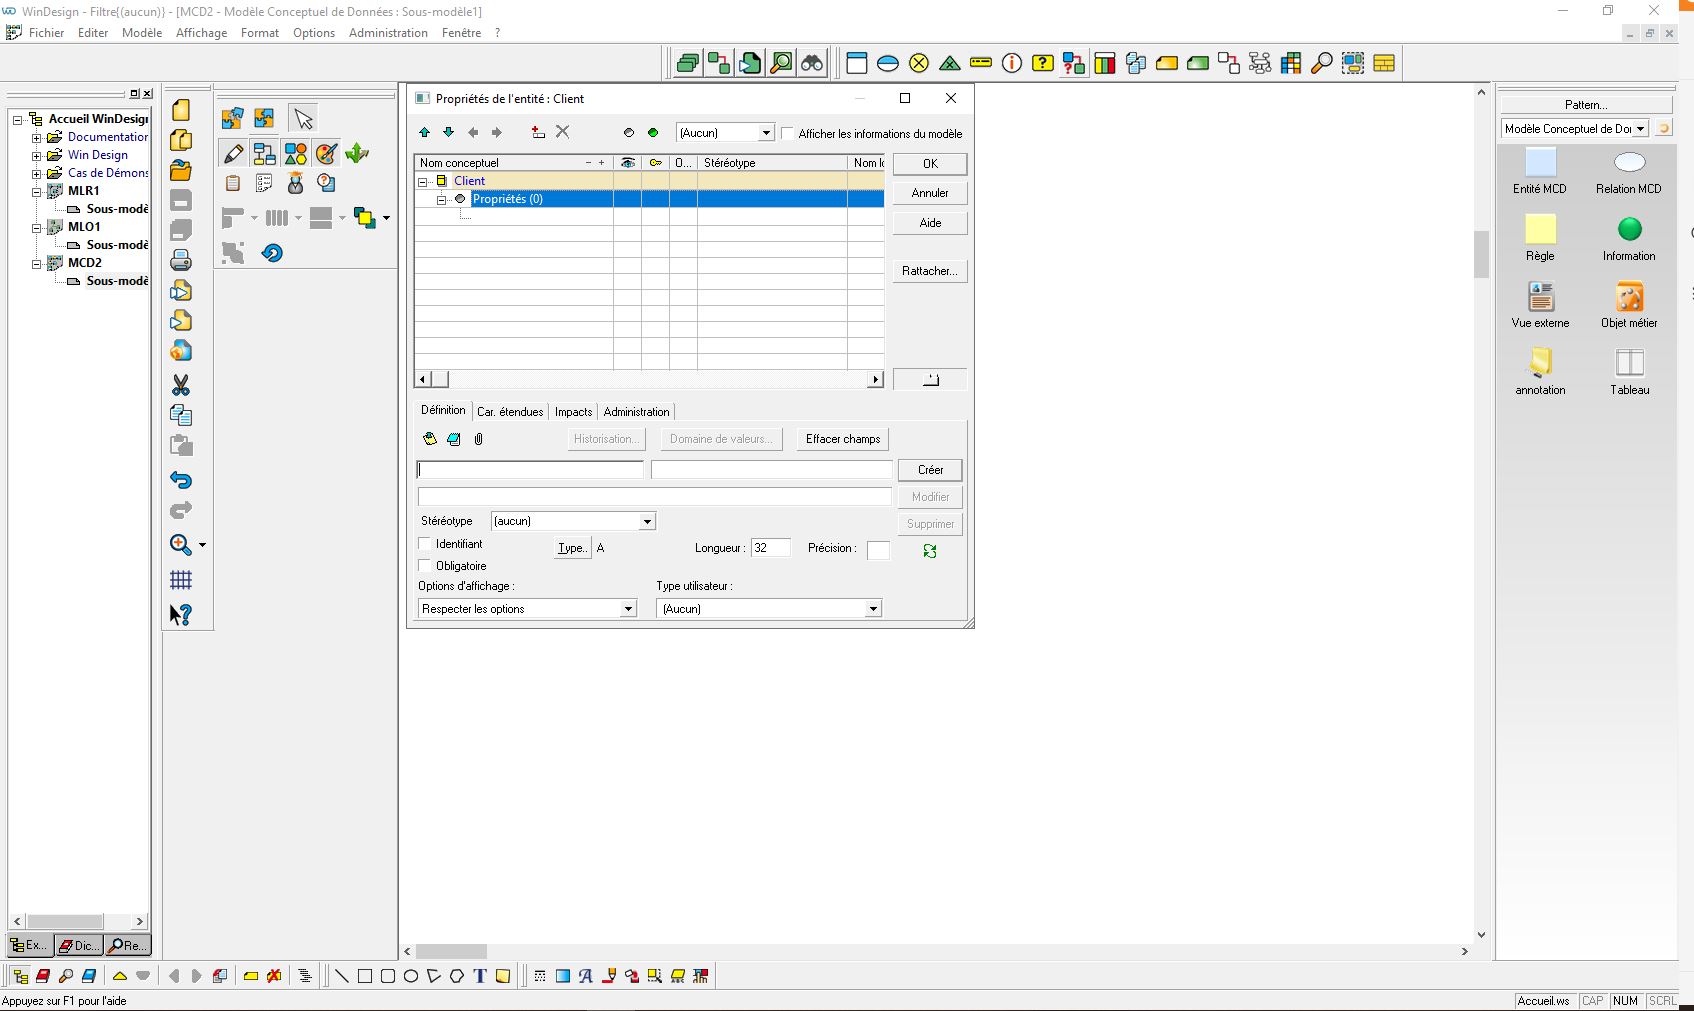 WinDesign - Filtre{(aucun)} - [MCD2 - Modèle Conceptuel de Données : Sous-modèle1]
Fichier Editer Modèle Affichage Format Options Administration Fenêtre ?
Accueil WinDesign
Documentation
Win Design
Cas de Démons
MLR1
Sous-modè
MLO1
Sous-modè
MCD2
Sous-modè
Ex... Dic... Re...
Propriétés de l'entité : Client
(Aucun) Afficher les informations du modèle
Nom conceptuel - + O... Stéréotype Nom lo
Client
Propriétés (0)
OK
Annuler
Aide
Rattacher...
Définition Car. étendues Impacts Administration
Historisation... Domaine de valeurs... Effacer champs
Créer
Modifier
Stéréotype (aucun) Supprimer
Identifiant Type.. A Longueur : 32 Précision :
Obligatoire
Options d'affichage : Type utilisateur :
Respecter les options (Aucun)
Pattern...
Modèle Conceptuel de Doı
Entité MCD Relation MCD
Règle Information
Vue externe Objet métier
annotation Tableau
Appuyez sur F1 pour l'aide
Accueil.ws CAP NUM SCRL